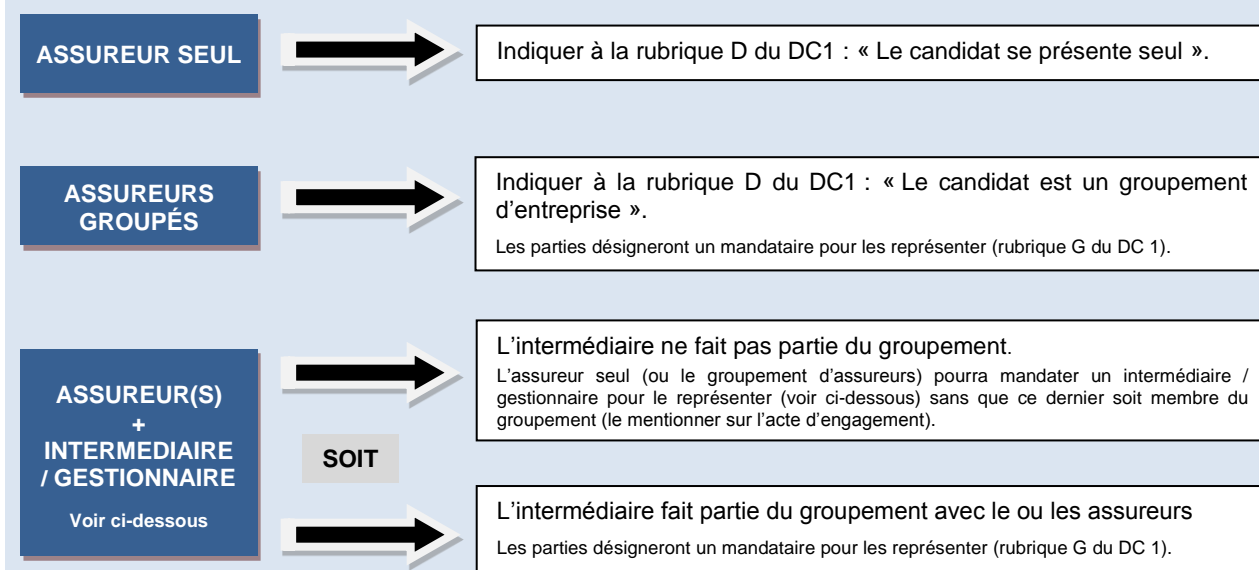 ASSUREUR SEUL
Indiquer à la rubrique D du DC1 : « Le candidat se présente seul ».
ASSUREURS
GROUPÉS
Indiquer à la rubrique D du DC1 : « Le candidat est un groupement
d’entreprise ».
Les parties désigneront un mandataire pour les représenter (rubrique G du DC 1).
ASSUREUR(S)
+
INTERMEDIAIRE
/ GESTIONNAIRE
Voir ci-dessous
L’intermédiaire ne fait pas partie du groupement.
L’assureur seul (ou le groupement d’assureurs) pourra mandater un intermédiaire /
gestionnaire pour le représenter (voir ci-dessous) sans que ce dernier soit membre du
groupement (le mentionner sur l’acte d’engagement).
SOIT
L’intermédiaire fait partie du groupement avec le ou les assureurs
Les parties désigneront un mandataire pour les représenter (rubrique G du DC 1).